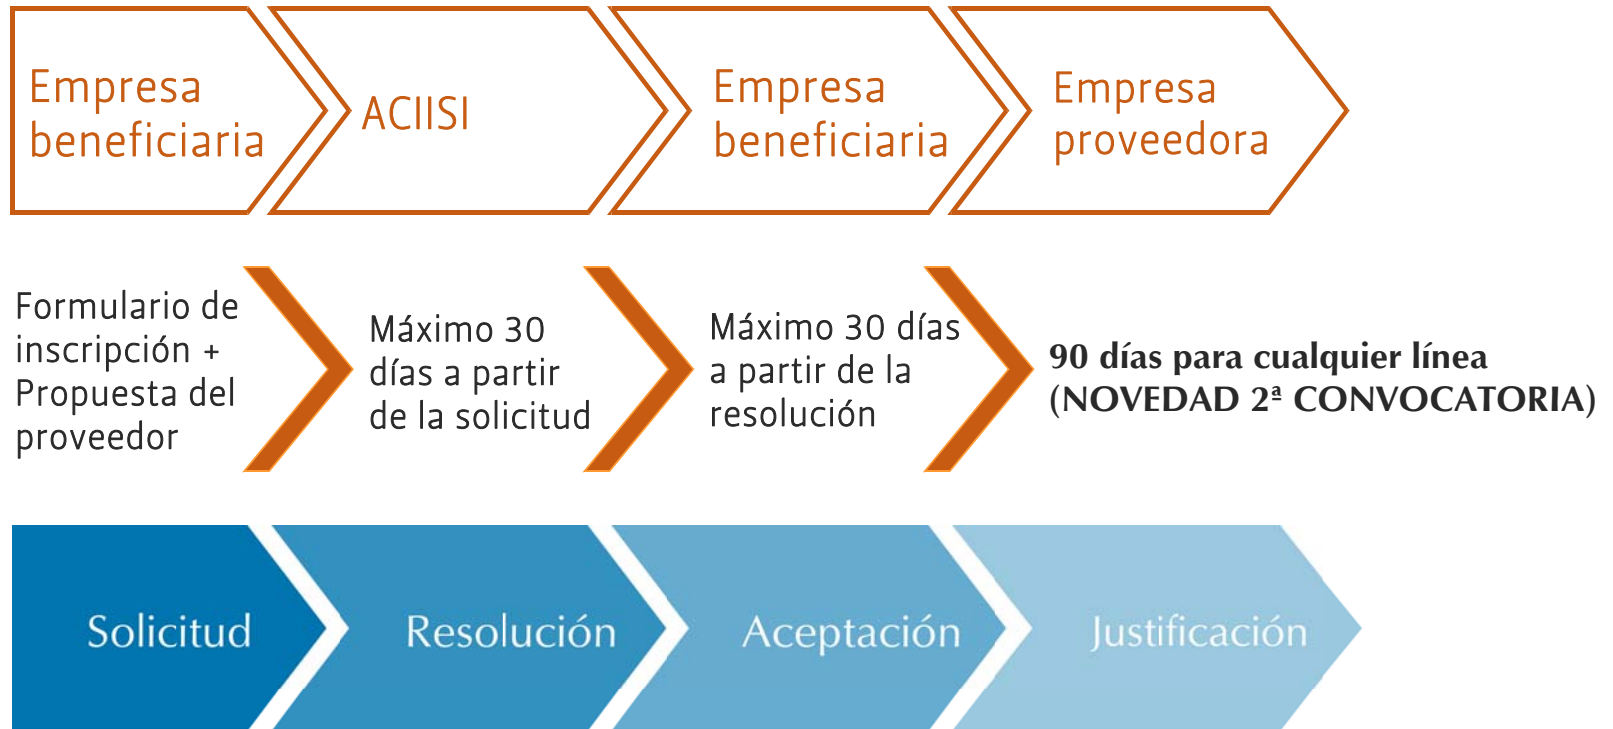 Empresa
beneficiaria
ACIISI
Empresa
beneficiaria
Empresa
proveedora
Formulario de
inscripción +
Propuesta del
proveedor
Máximo 30
días a partir
de la solicitud
Máximo 30 días
a partir de la
resolución
90 días para cualquier línea
(NOVEDAD 2ª CONVOCATORIA)
Solicitud
Resolución
Aceptación
Justificación